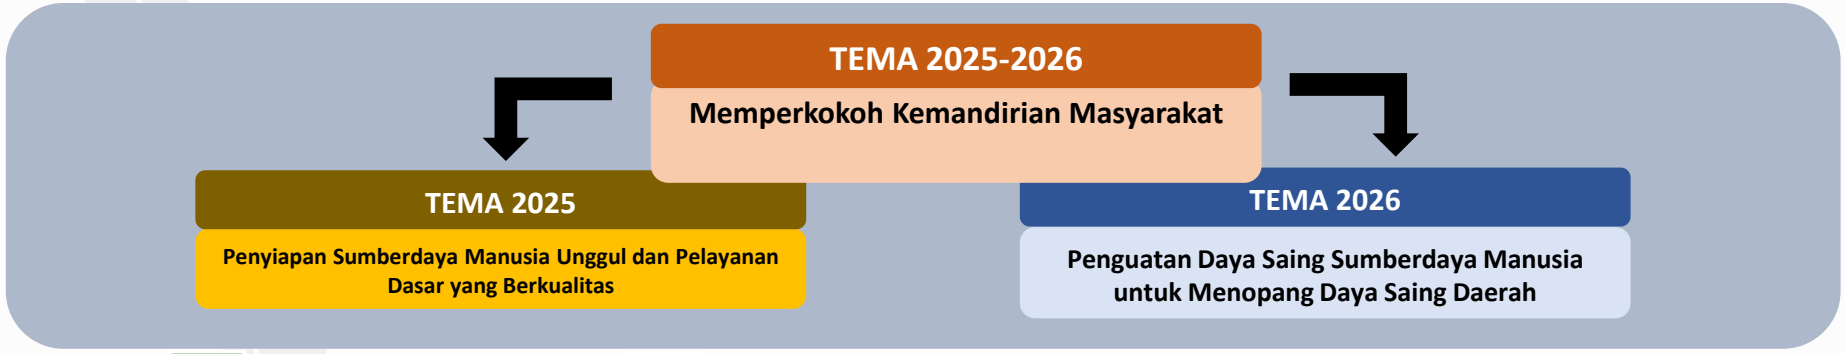 TEMA 2025-2026
Memperkokoh Kemandirian Masyarakat
TEMA 2025
Penyiapan Sumberdaya Manusia Unggul dan Pelayanan
Dasar yang Berkualitas
TEMA 2026
Penguatan Daya Saing Sumberdaya Manusia
untuk Menopang Daya Saing Daerah